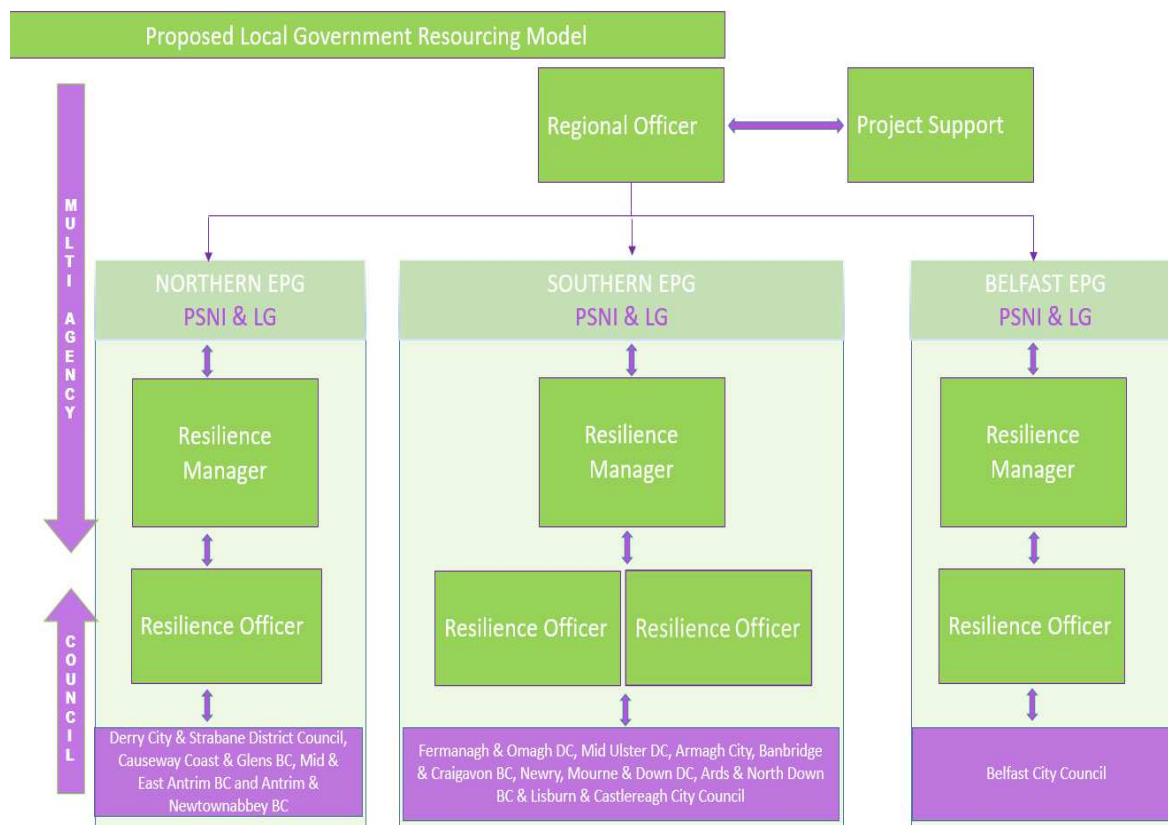 Proposed Local Government Resourcing Model
Regional Officer
Project Support
MULTI AGENCY
COUNCIL
NORTHERN EPG
PSNI & LG
Resilience
Manager
Resilience Officer
Derry City & Strabane District Council,
Causeway Coast & Glens BC, Mid &
East Antrim BC and Antrim &
Newtownabbey BC
SOUTHERN EPG
PSNI & LG
Resilience
Manager
Resilience Officer
Resilience Officer
Fermanagh & Omagh DC, Mid Ulster DC, Armagh City, Banbridge
& Craigavon BC, Newry, Mourne & Down DC, Ards & North Down
BC & Lisburn & Castlereagh City Council
BELFAST EPG
PSNI & LG
Resilience
Manager
Resilience Officer
Belfast City Council